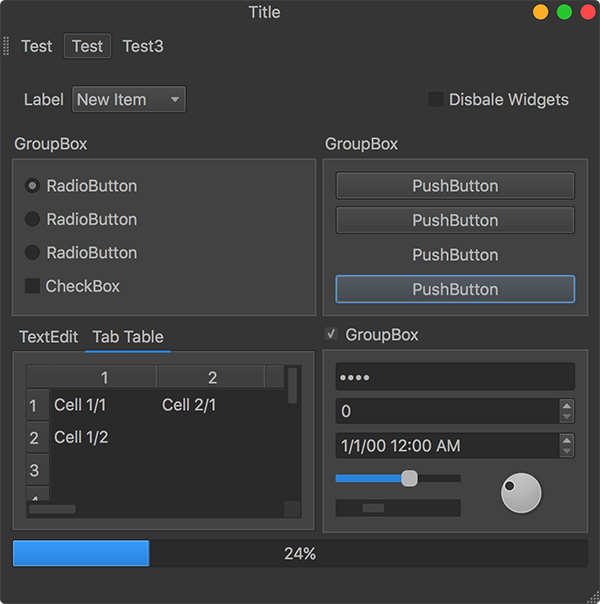 Title
Test Test Test3
Label New Item Disbale Widgets
GroupBox GroupBox
RadioButton PushButton
RadioButton PushButton
RadioButton PushButton
CheckBox PushButton
TextEdit Tab Table GroupBox
1 2
1 Cell 1/1 Cell 2/1 0
2 Cell 1/2 1/1/00 12:00 AM
3
24%